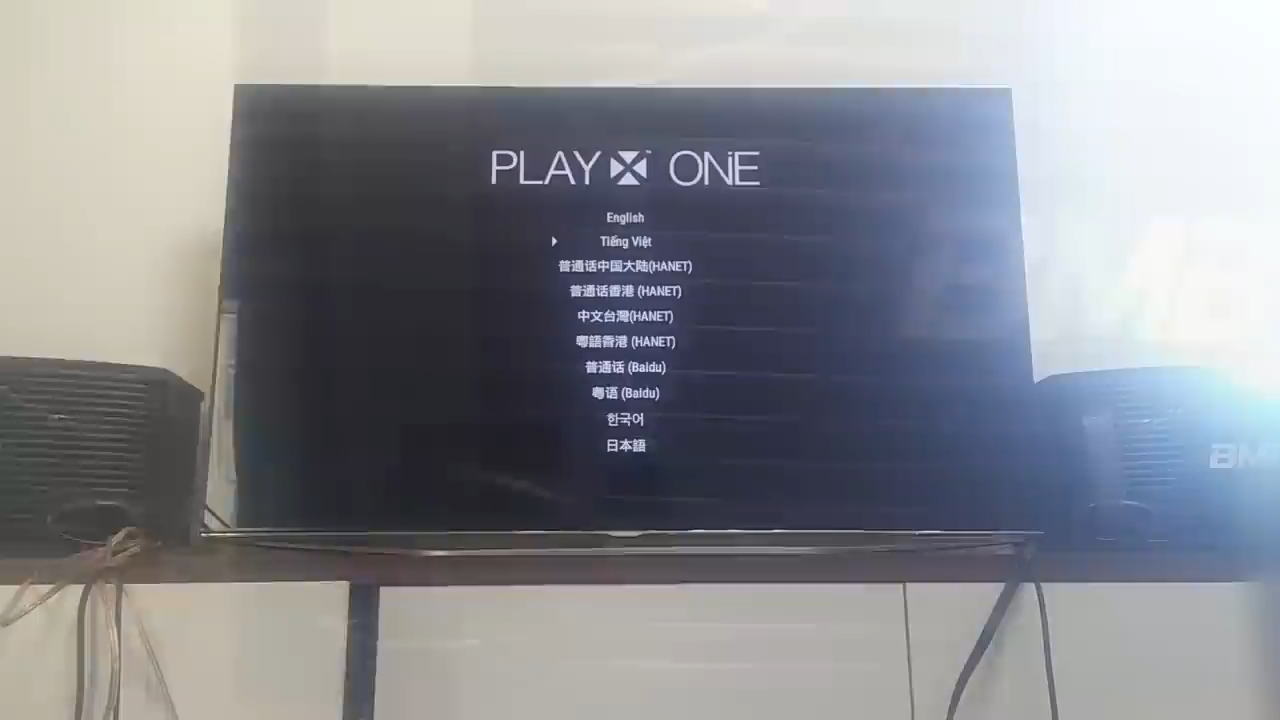 PLAY X ONE
English
Tiếng Việt
普通话中国大陆(HANET)
普通话香港 (HANET)
中文台灣(HANET)
粵語香港 (HANET)
普通话 (Baidu)
粤语 (Baidu)
한국어
日本語